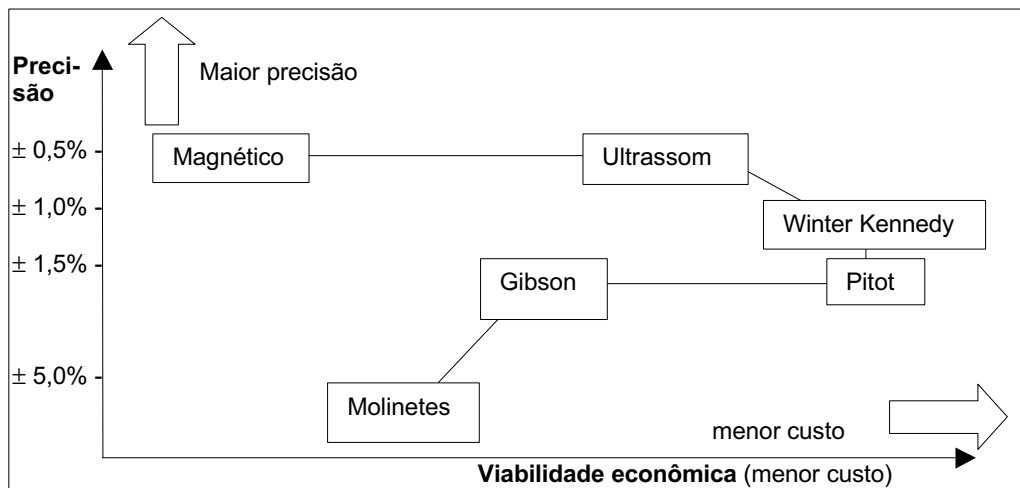 Maior precisão
Preci-
são
± 0,5%
Magnético
Ultrassom
± 1,0%
Winter Kennedy
± 1,5%
Gibson
Pitot
± 5,0%
Molinetes
menor custo
Viabilidade econômica (menor custo)